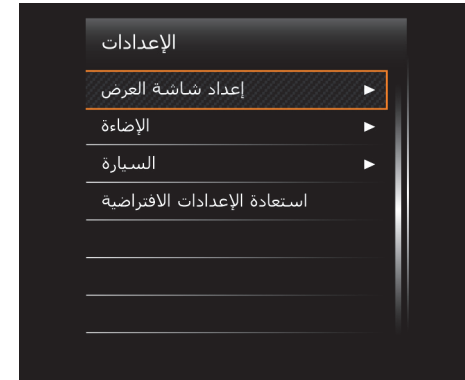 الإعدادات
إعداد شاشة العرض
الإضاءة
السيارة
استعادة الإعدادات الافتراضية